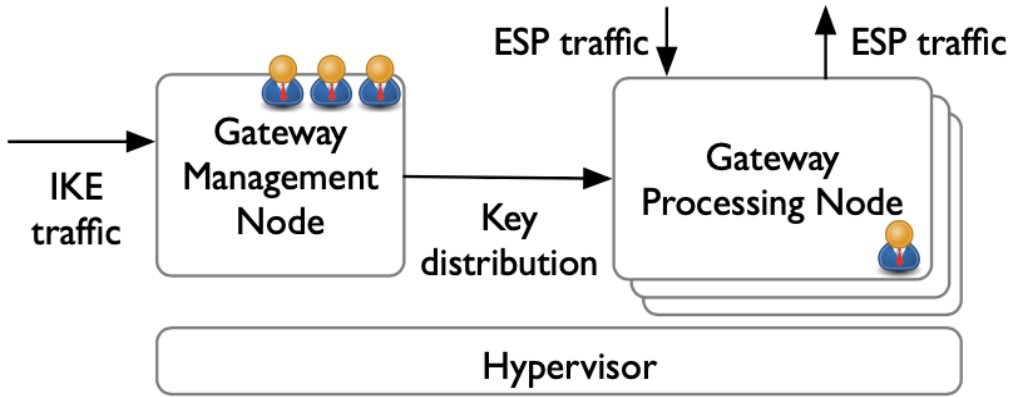 ESP traffic
ESP traffic
Gateway
Management
Node
Gateway
Processing Node
IKE
traffic
Key
distribution
Hypervisor